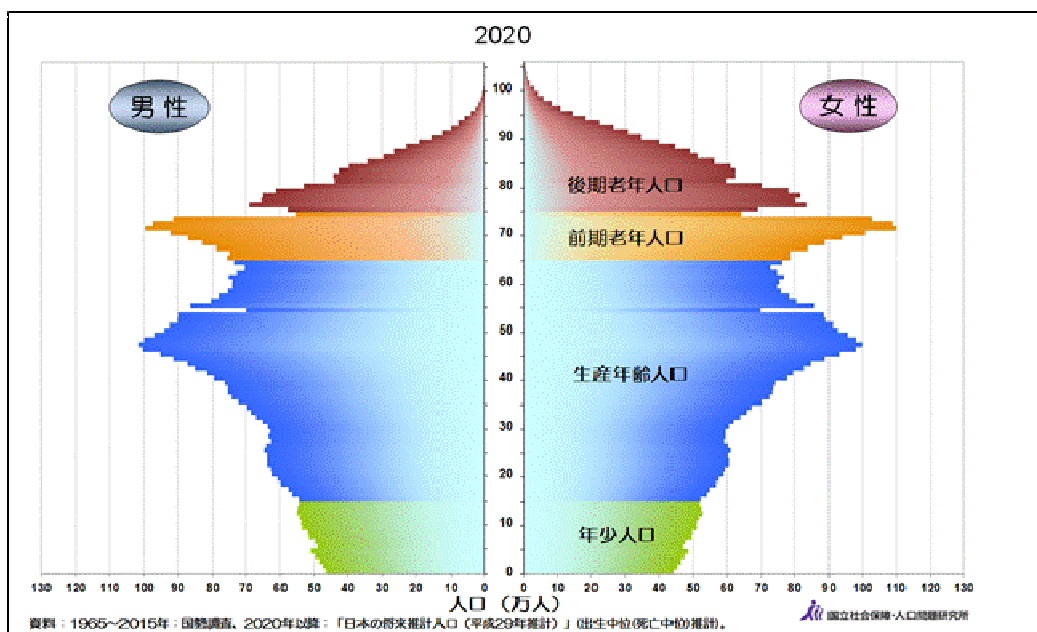 2020
男性
女性
100
90
80
70
60
50
40
30
20
10
0
後期老年人口
前期老年人口
生産年齢人口
年少人口
130 120 110 100 90 80 70 60 50 40 30 20 10 0
0 10 20 30 40 50 60 70 80 90 100 110 120 130
人口 (万人)
国立社会保障・人口問題研究所
資料:1965~2015年:国勢調査、2020年以降:「日本の将来推計人口(平成29年推計)」(出生中位(死亡中位)推計)。